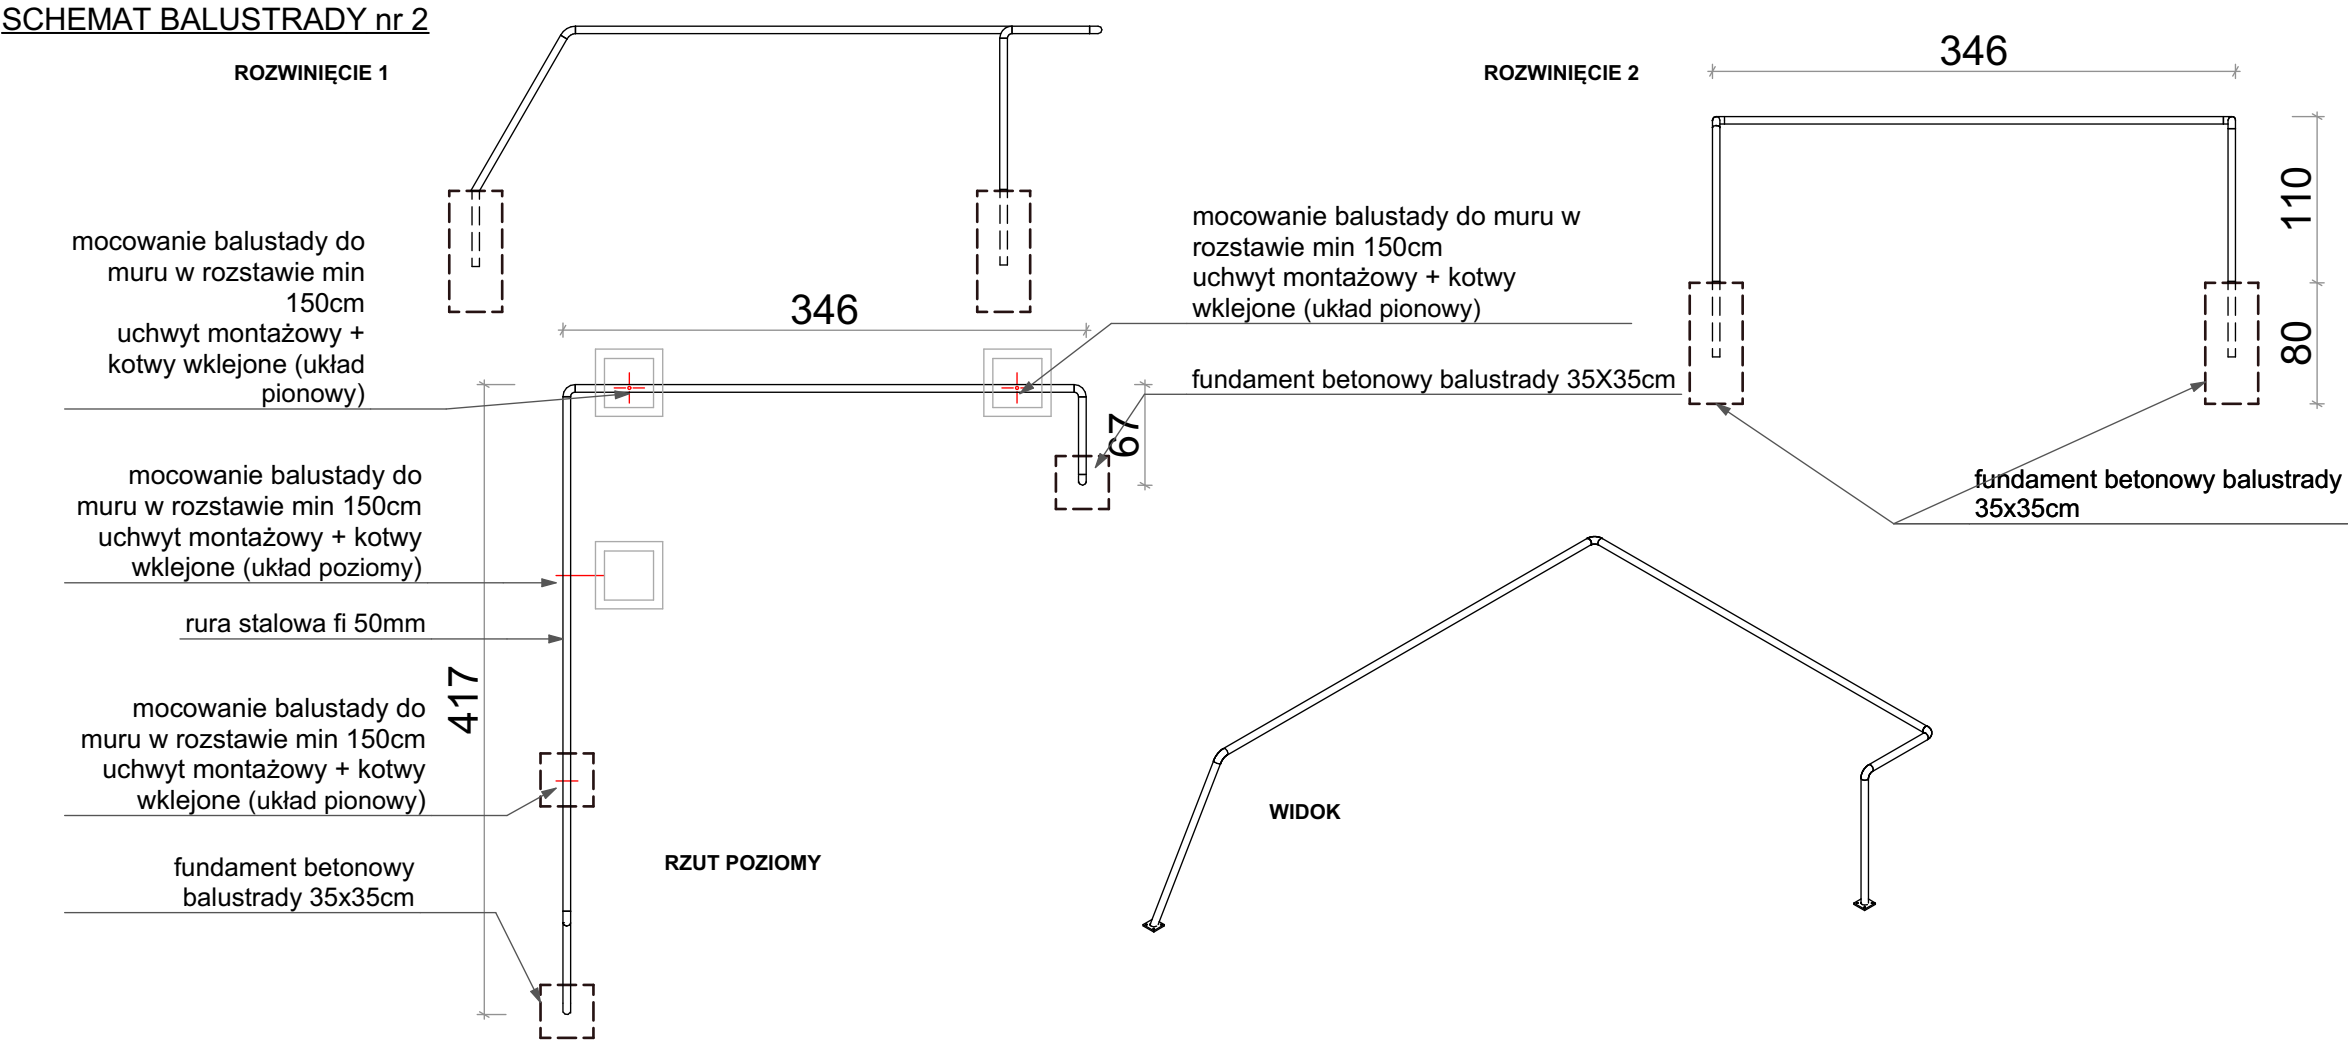 SCHEMAT BALUSTRADY nr 2
ROZWINIĘCIE 1
ROZWINIĘCIE 2
346
110
80
mocowanie balustady do
muru w rozstawie min
150cm
uchwyt montażowy +
kotwy wklejone (układ
pionowy)
346
mocowanie balustady do muru w
rozstawie min 150cm
uchwyt montażowy + kotwy
wklejone (układ pionowy)
fundament betonowy balustrady 35X35cm
67
fundament betonowy balustrady
35x35cm
mocowanie balustady do
muru w rozstawie min 150cm
uchwyt montażowy + kotwy
wklejone (układ poziomy)
rura stalowa fi 50mm
417
mocowanie balustady do
muru w rozstawie min 150cm
uchwyt montażowy + kotwy
wklejone (układ pionowy)
fundament betonowy
balustrady 35x35cm
RZUT POZIOMY
WIDOK